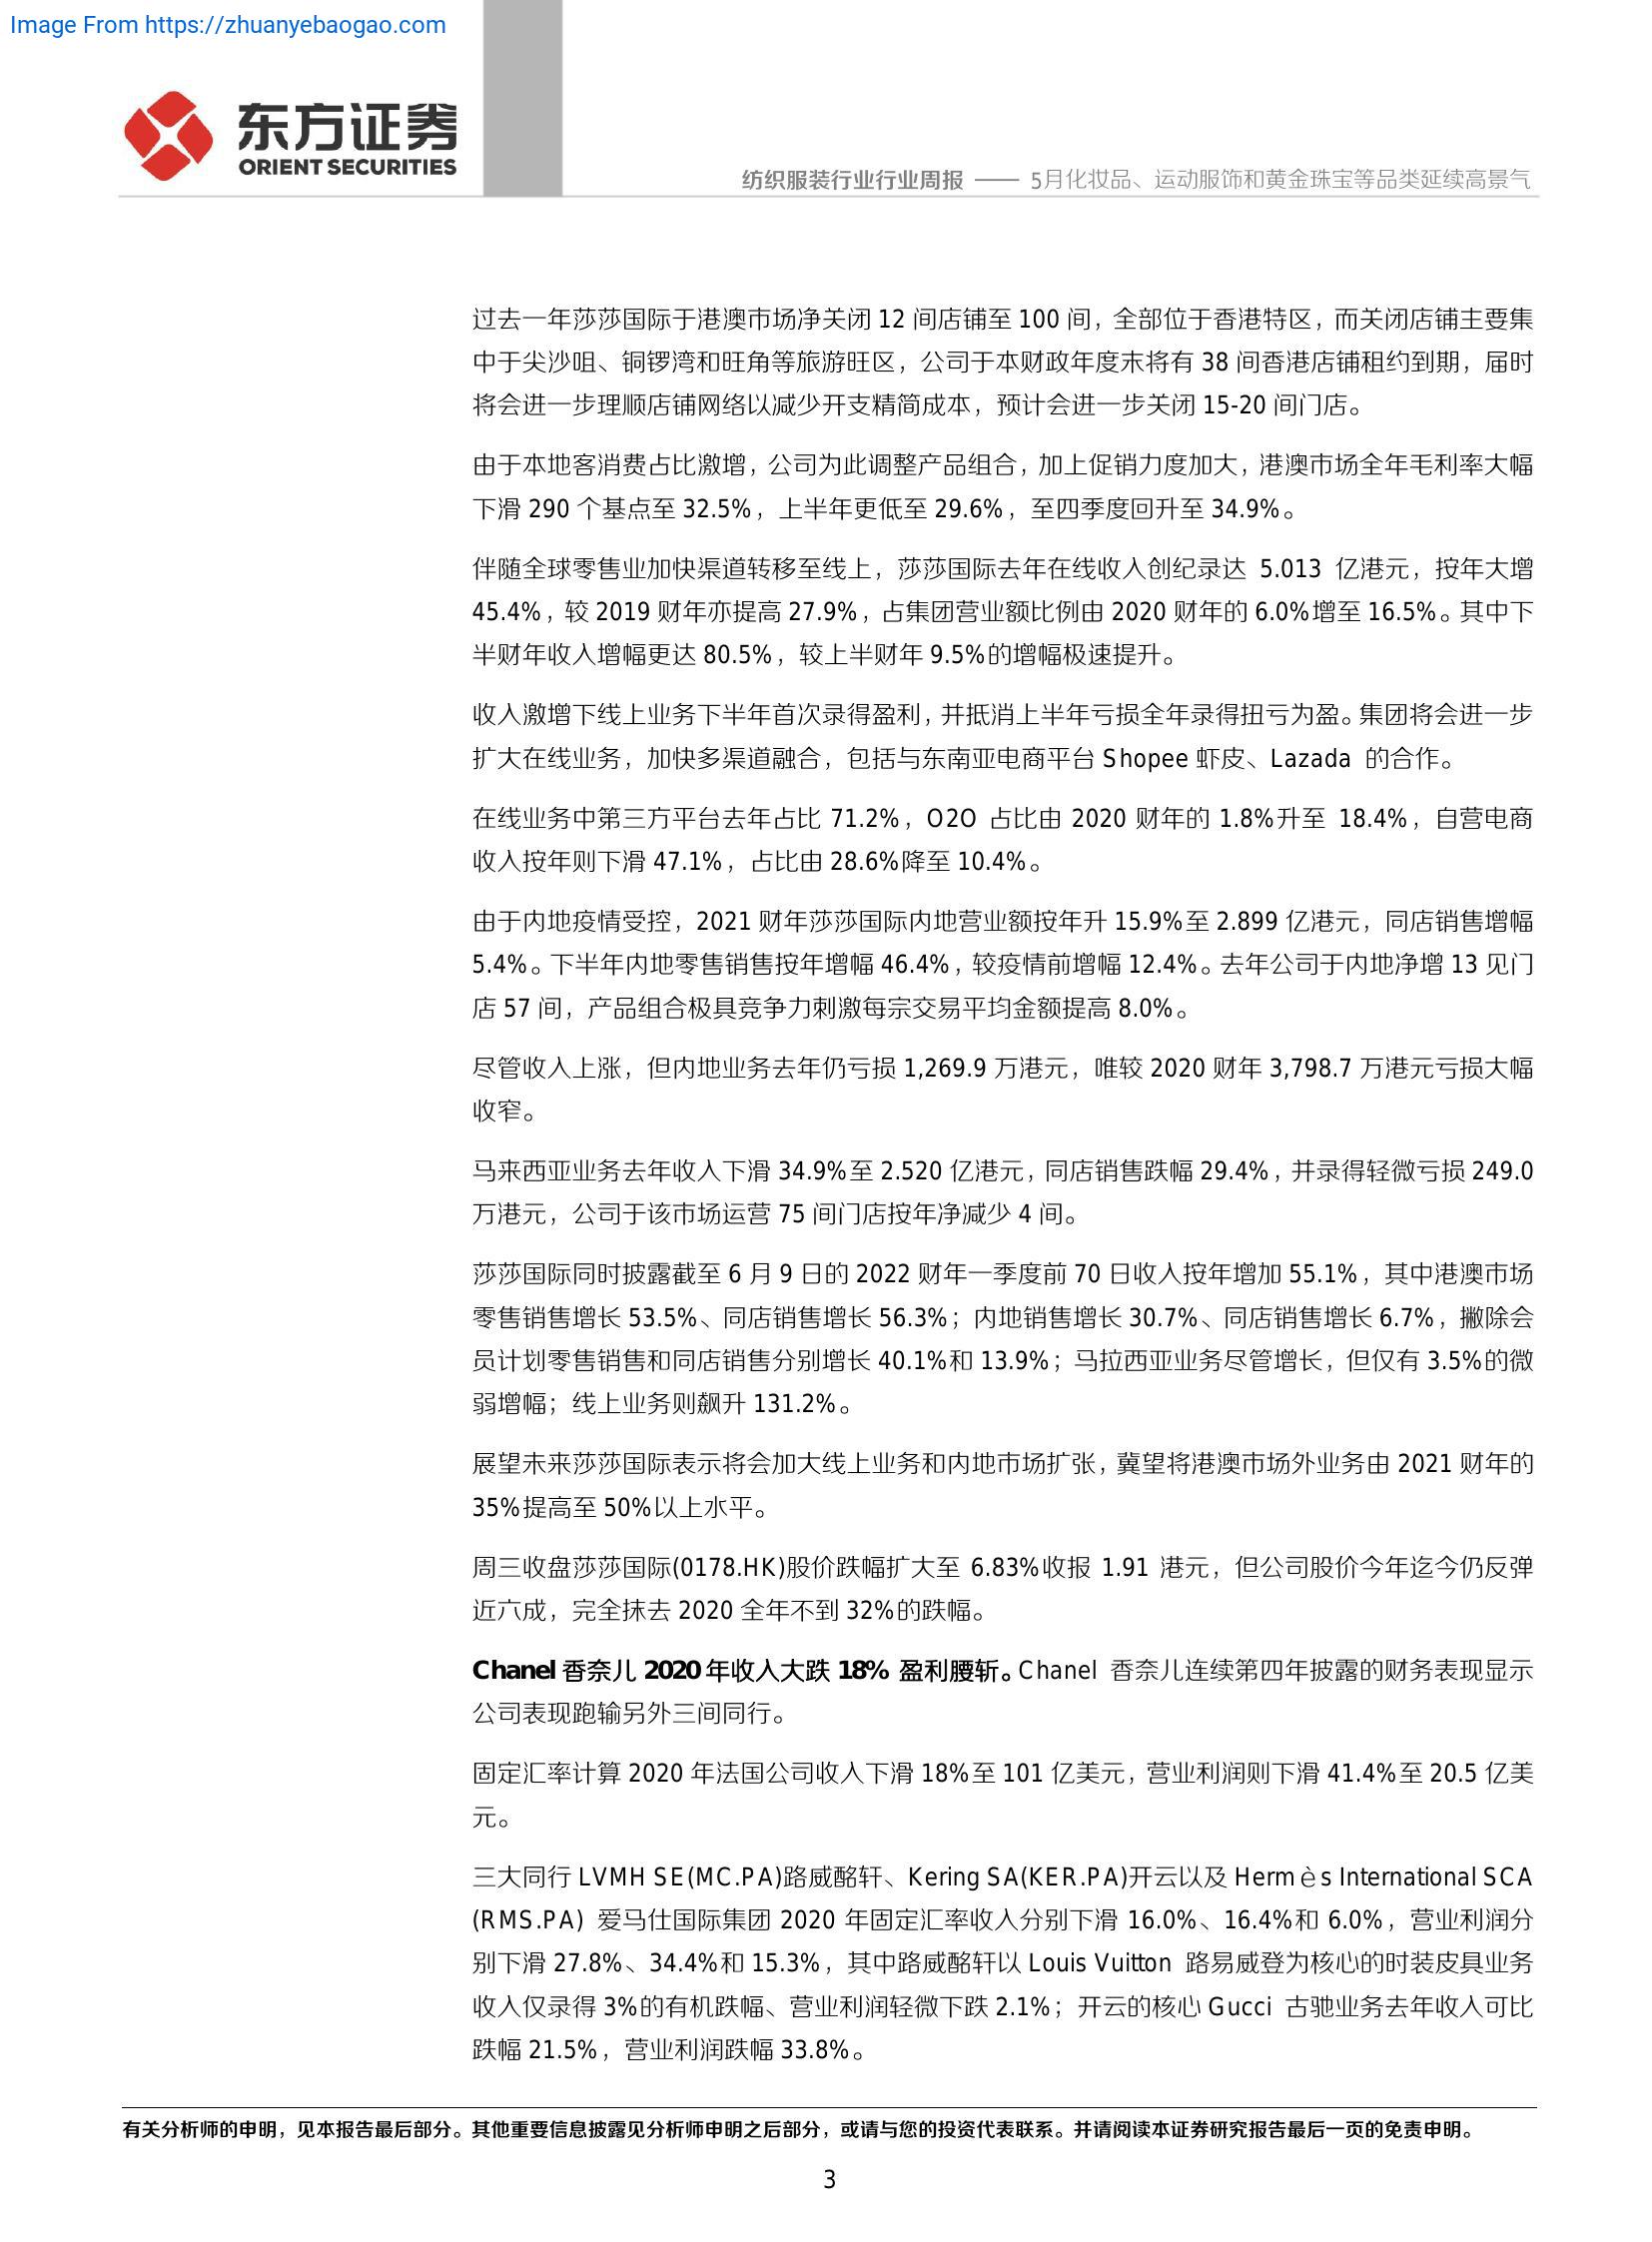 Image From https://zhuanyebaogao.com
东方证券
ORIENT SECURITIES
纺织服装行业行业周报 —— 5月化妆品、运动服饰和黄金珠宝等品类延续高景气
过去一年莎莎国际于港澳市场净关闭 12 间店铺至 100 间，全部位于香港特区，而关闭店铺主要集
中于尖沙咀、铜锣湾和旺角等旅游旺区，公司于本财政年度末将有 38 间香港店铺租约到期，届时
将会进一步理顺店铺网络以减少开支精简成本，预计会进一步关闭 15-20 间门店。
由于本地客消费占比激增，公司为此调整产品组合，加上促销力度加大，港澳市场全年毛利率大幅
下滑 290 个基点至 32.5%，上半年更低至 29.6%，至四季度回升至 34.9%。
伴随全球零售业加快渠道转移至线上，莎莎国际去年在线收入创纪录达 5.013 亿港元，按年大增
45.4%，较 2019 财年亦提高 27.9%，占集团营业额比例由 2020 财年的 6.0%增至 16.5%。其中下
半财年收入增幅更达 80.5%，较上半财年 9.5%的增幅极速提升。
收入激增下线上业务下半年首次录得盈利，并抵消上半年亏损全年录得扭亏为盈。集团将会进一步
扩大在线业务，加快多渠道融合，包括与东南亚电商平台 Shopee 虾皮、Lazada 的合作。
在线业务中第三方平台去年占比 71.2%，O2O 占比由 2020 财年的 1.8%升至 18.4%，自营电商
收入按年则下滑 47.1%，占比由 28.6%降至 10.4%。
由于内地疫情受控，2021 财年莎莎国际内地营业额按年升 15.9%至 2.899 亿港元，同店销售增幅
5.4%。下半年内地零售销售按年增幅 46.4%，较疫情前增幅 12.4%。去年公司于内地净增 13 见门
店 57 间，产品组合极具竞争力刺激每宗交易平均金额提高 8.0%。
尽管收入上涨，但内地业务去年仍亏损 1,269.9 万港元，唯较 2020 财年 3,798.7 万港元亏损大幅
收窄。
马来西亚业务去年收入下滑 34.9%至 2.520 亿港元，同店销售跌幅 29.4%，并录得轻微亏损 249.0
万港元，公司于该市场运营 75 间门店按年净减少 4 间。
莎莎国际同时披露截至 6 月 9 日的 2022 财年一季度前 70 日收入按年增加 55.1%，其中港澳市场
零售销售增长 53.5%、同店销售增长 56.3%；内地销售增长 30.7%、同店销售增长 6.7%，撇除会
员计划零售销售和同店销售分别增长 40.1%和 13.9%；马拉西亚业务尽管增长，但仅有 3.5%的微
弱增幅；线上业务则飙升 131.2%。
展望未来莎莎国际表示将会加大线上业务和内地市场扩张，冀望将港澳市场外业务由 2021 财年的
35%提高至 50%以上水平。
周三收盘莎莎国际(0178.HK)股价跌幅扩大至 6.83%收报 1.91 港元，但公司股价今年迄今仍反弹
近六成，完全抹去 2020 全年不到 32%的跌幅。
Chanel 香奈儿 2020 年收入大跌 18% 盈利腰斩。Chanel 香奈儿连续第四年披露的财务表现显示
公司表现跑输另外三间同行。
固定汇率计算 2020 年法国公司收入下滑 18%至 101 亿美元，营业利润则下滑 41.4%至 20.5 亿美
元。
三大同行 LVMH SE(MC.PA)路威酩轩、Kering SA(KER.PA)开云以及 Hermès International SCA
(RMS.PA) 爱马仕国际集团 2020 年固定汇率收入分别下滑 16.0%、16.4%和 6.0%，营业利润分
别下滑 27.8%、34.4%和 15.3%，其中路威酩轩以 Louis Vuitton 路易威登为核心的时装皮具业务
收入仅录得 3%的有机跌幅、营业利润轻微下跌 2.1%；开云的核心 Gucci 古驰业务去年收入可比
跌幅 21.5%，营业利润跌幅 33.8%。
有关分析师的申明，见本报告最后部分。其他重要信息披露见分析师申明之后部分，或请与您的投资代表联系。并请阅读本证券研究报告最后一页的免责申明。
3